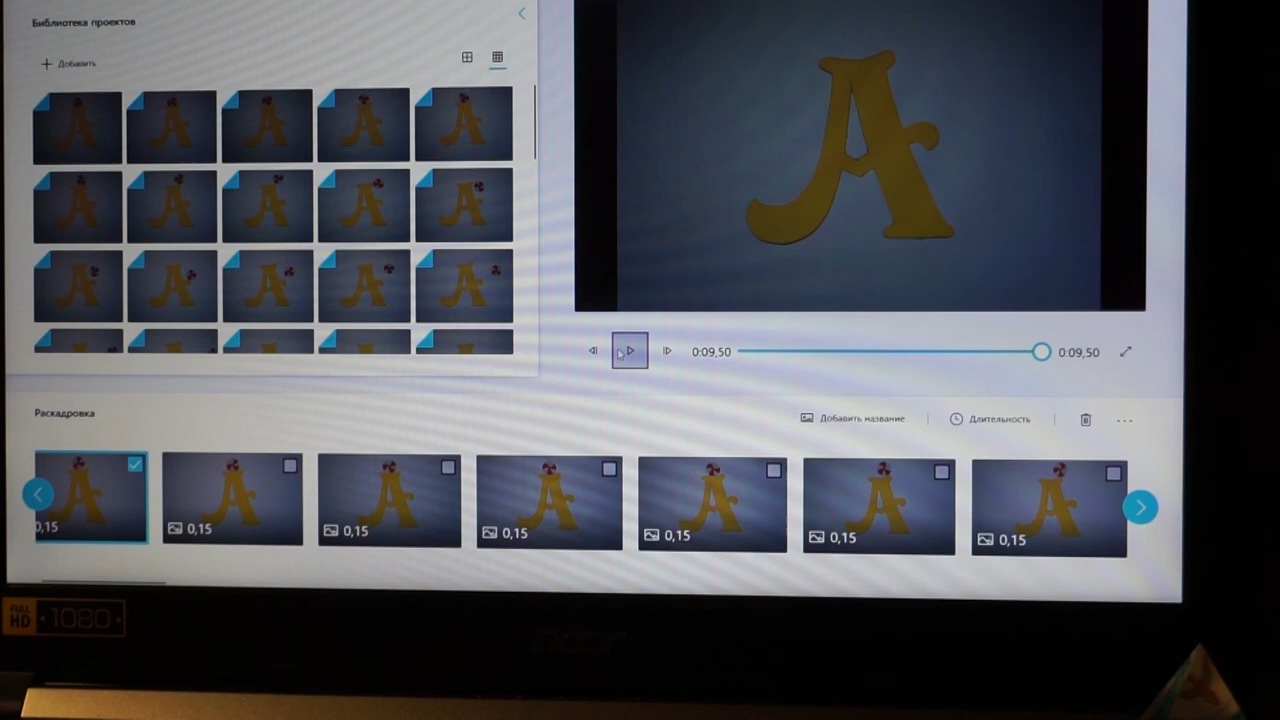 Библиотека проектов
Добавить
A
0:09,50
0:09,50
Раскадровка
Добавить название
Длительность
...
0,15
0,15
0,15
0,15
0,15
0,15
0,15
FULL HD 1080
acer